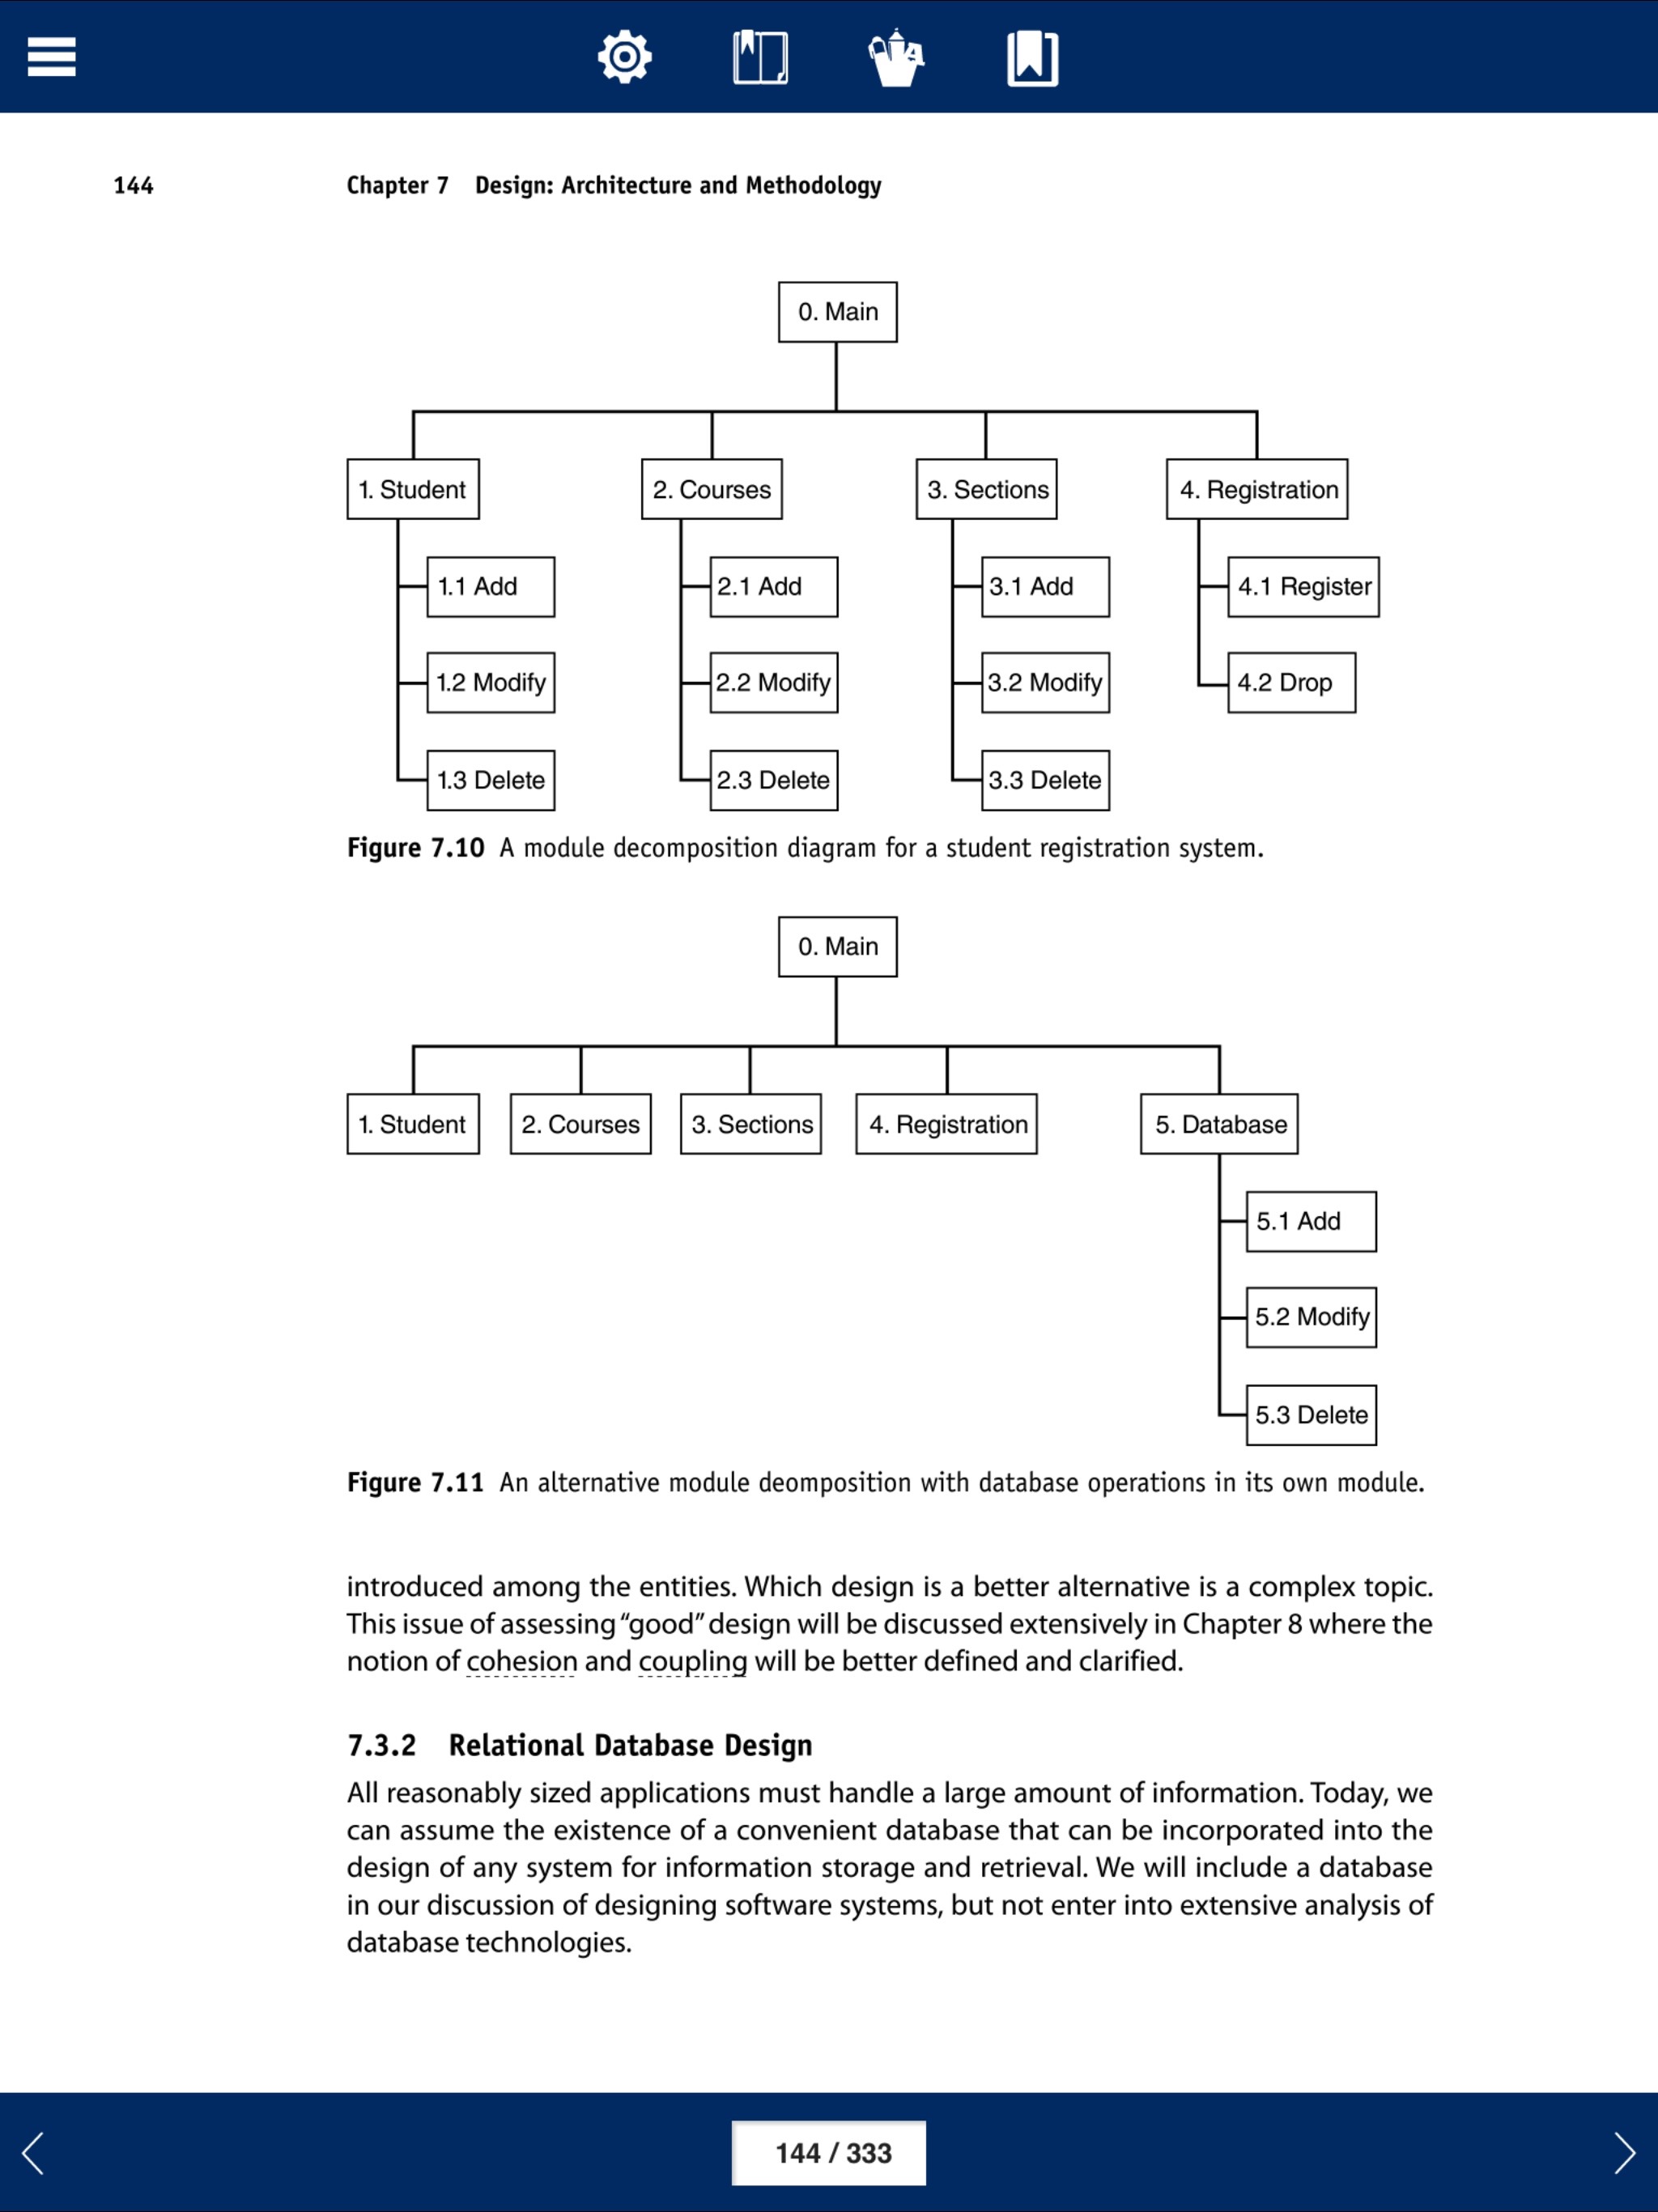 144 Chapter 7 Design: Architecture and Methodology
0. Main
1. Student 2. Courses 3. Sections 4. Registration
1.1 Add 2.1 Add 3.1 Add 4.1 Register
1.2 Modify 2.2 Modify 3.2 Modify 4.2 Drop
1.3 Delete 2.3 Delete 3.3 Delete
Figure 7.10 A module decomposition diagram for a student registration system.
0. Main
1. Student 2. Courses 3. Sections 4. Registration 5. Database
5.1 Add
5.2 Modify
5.3 Delete
Figure 7.11 An alternative module deomposition with database operations in its own module.
introduced among the entities. Which design is a better alternative is a complex topic.
This issue of assessing “good” design will be discussed extensively in Chapter 8 where the
notion of cohesion and coupling will be better defined and clarified.
7.3.2 Relational Database Design
All reasonably sized applications must handle a large amount of information. Today, we
can assume the existence of a convenient database that can be incorporated into the
design of any system for information storage and retrieval. We will include a database
in our discussion of designing software systems, but not enter into extensive analysis of
database technologies.
144 / 333